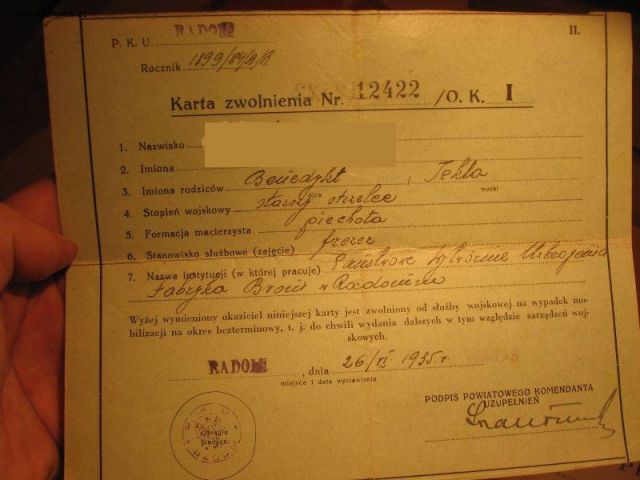 II.
P. K. U. RADOM
Rocznik 1899/84/A/R
Karta zwolnienia Nr. 12422 /O. K. I
1. Nazwisko
2. Imiona
3. Imiona rodziców Benedykt, Tekla
ojca matki
4. Stopień wojskowy starszy strzelec
5. Formacja macierzysta piechota
6. Stanowisko służbowe (zajęcie) frezer
7. Nazwa instytucji (w której pracuje) Państwowe Wytwórnie Uzbrojenia
Fabryka Broni w Radomiu
Wyżej wymieniony okaziciel niniejszej karty jest zwolniony od służby wojskowej na wypadek mo-
bilizacji na okres bezterminowy, t. j. do chwili wydania dalszych w tym względzie zarządzeń woj-
skowych.
RADOM, dnia 26/VI 1935 r.
miejsce i data wystawienia
PODPIS POWIATOWEGO KOMENDANTA
UZUPEŁNIEŃ
Okrągła
pieczęć